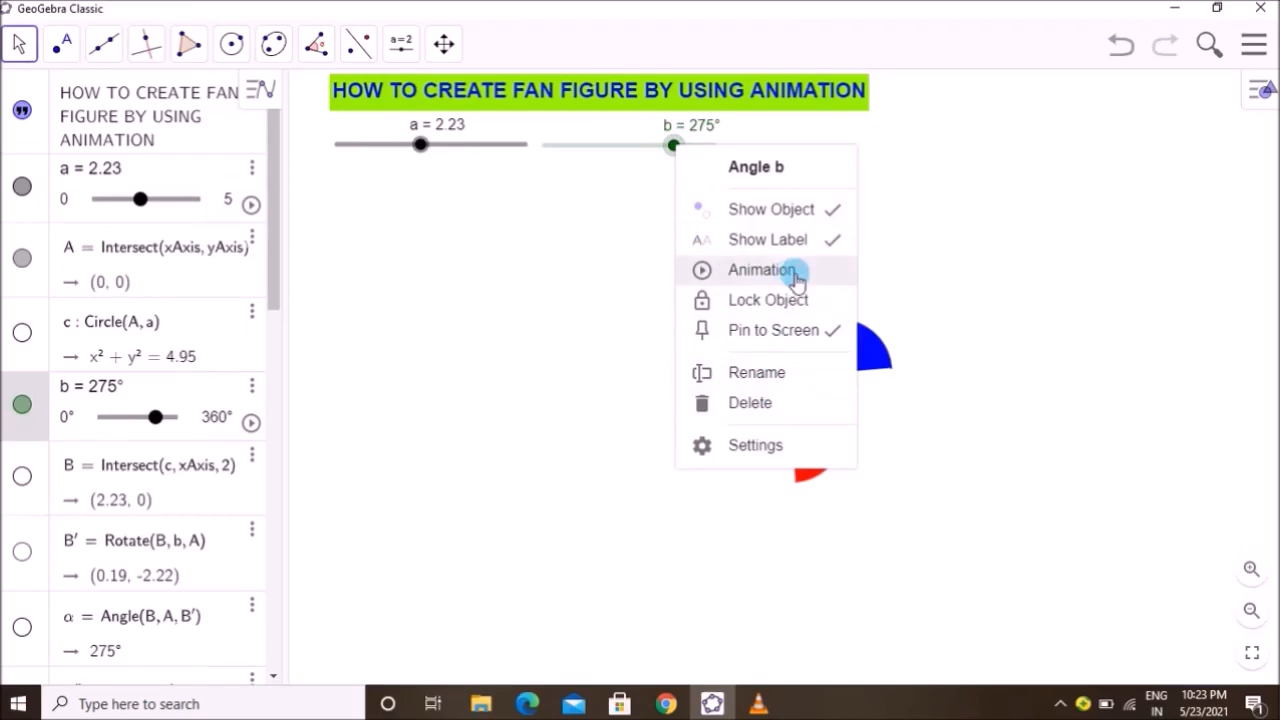 GeoGebra Classic
A
a=2
HOW TO CREATE FAN FIGURE BY USING ANIMATION
HOW TO CREATE FAN
FIGURE BY USING
ANIMATION
a = 2.23
0
5
A = Intersect(xAxis, yAxis)
→ (0, 0)
c : Circle(A, a)
→ x² + y² = 4.95
b = 275°
0°
360°
B = Intersect(c, xAxis, 2)
→ (2.23, 0)
B′ = Rotate(B, b, A)
→ (0.19, -2.22)
α = Angle(B, A, B′)
→ 275°
a = 2.23
b = 275°
Angle b
Show Object
AA Show Label
Animation
Lock Object
Pin to Screen
Rename
Delete
Settings
Type here to search
ENG
IN
10:23 PM
5/23/2021
1